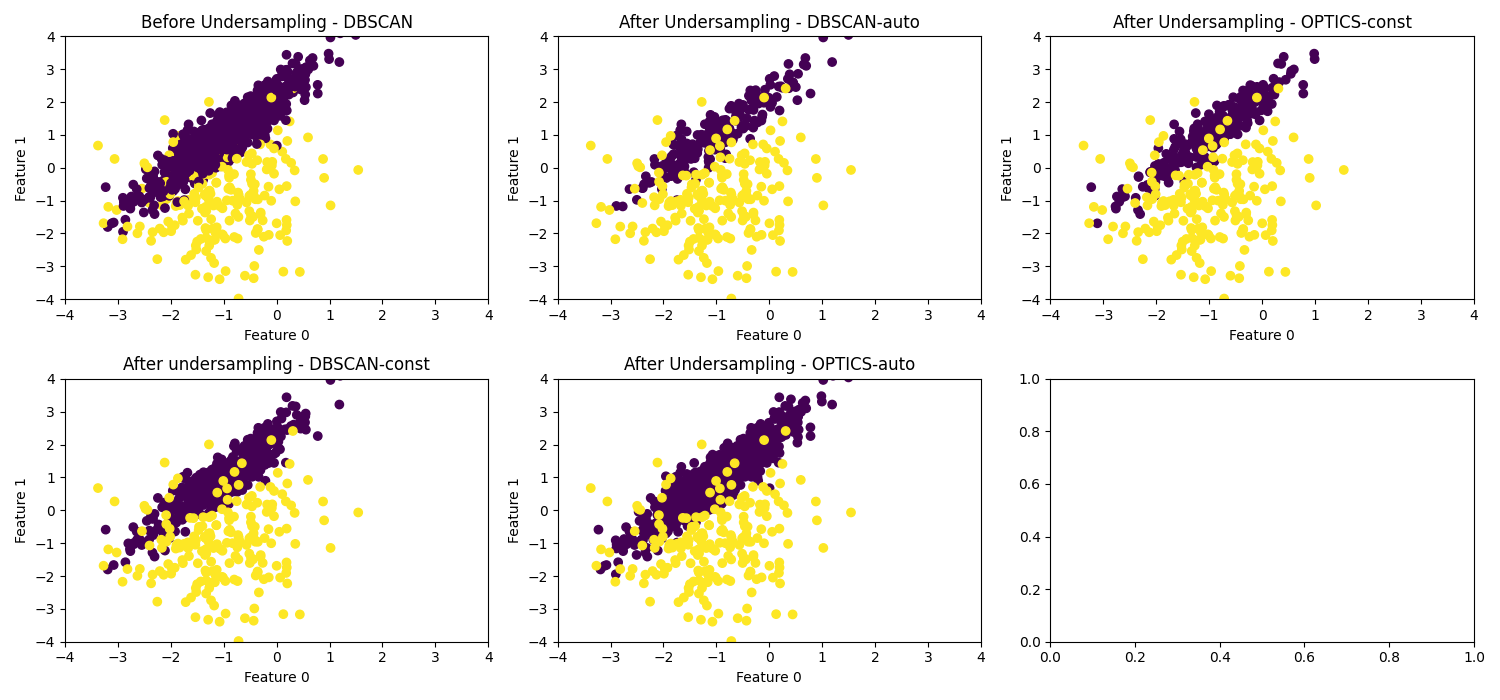 Before Undersampling - DBSCAN
4
3
2
1
0
−1
−2
−3
−4
Feature 1
−4 −3 −2 −1 0 1 2 3 4
Feature 0
After Undersampling - DBSCAN-auto
4
3
2
1
0
−1
−2
−3
−4
Feature 1
−4 −3 −2 −1 0 1 2 3 4
Feature 0
After Undersampling - OPTICS-const
4
3
2
1
0
−1
−2
−3
−4
Feature 1
−4 −3 −2 −1 0 1 2 3 4
Feature 0
After undersampling - DBSCAN-const
4
3
2
1
0
−1
−2
−3
−4
Feature 1
−4 −3 −2 −1 0 1 2 3 4
Feature 0
After Undersampling - OPTICS-auto
4
3
2
1
0
−1
−2
−3
−4
Feature 1
−4 −3 −2 −1 0 1 2 3 4
Feature 0
1.0
0.8
0.6
0.4
0.2
0.0
0.0 0.2 0.4 0.6 0.8 1.0